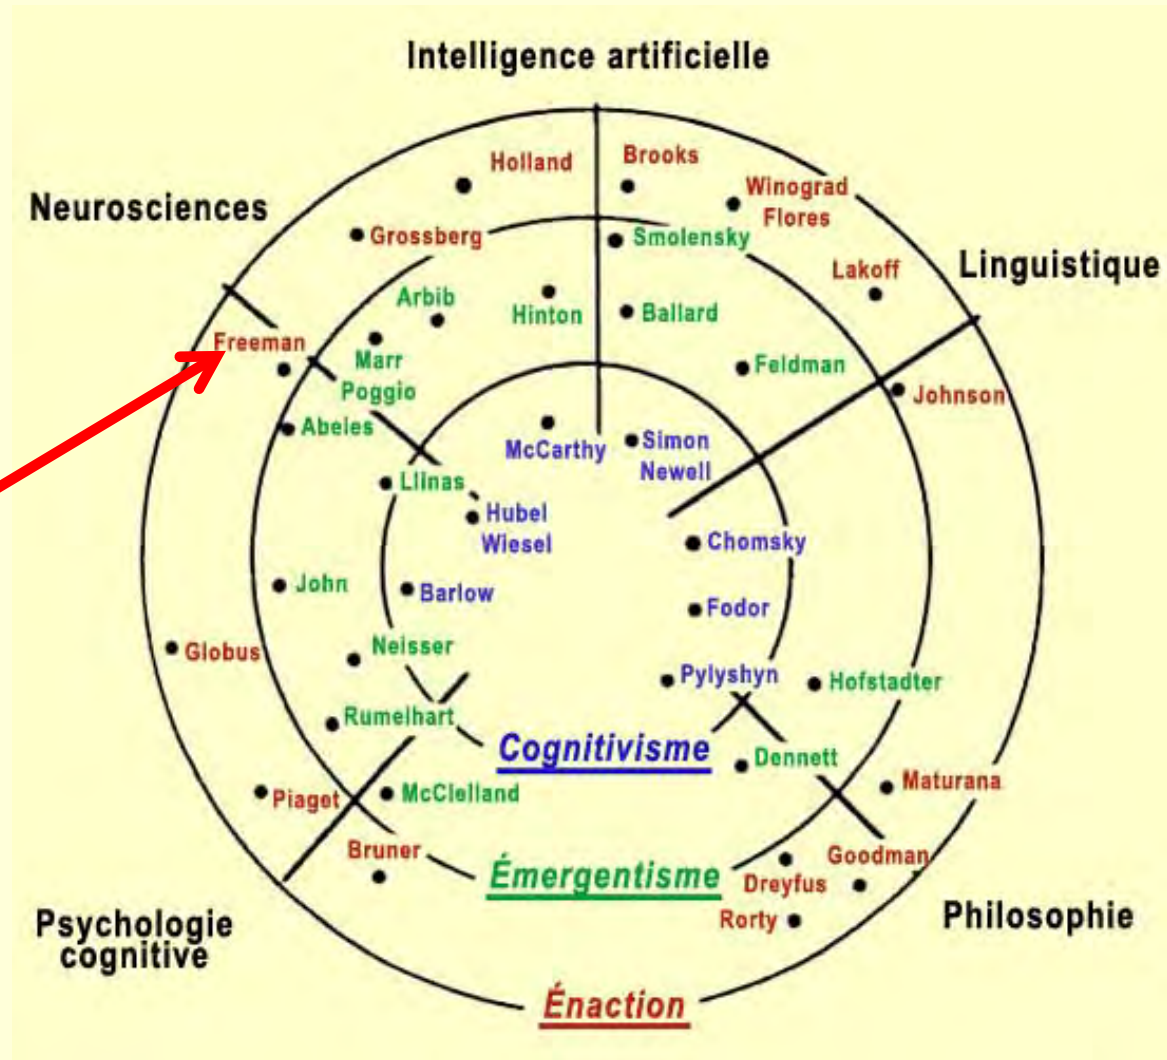 Intelligence artificielle
Holland
Brooks
Winograd
Flores
Neurosciences
Grossberg
Smolensky
Lakoff
Linguistique
Arbib
Hinton
Ballard
Freeman
Marr
Poggio
Feldman
Johnson
Abeles
McCarthy
Simon
Newell
Llinas
Hubel
Wiesel
Chomsky
John
Barlow
Fodor
Globus
Neisser
Pylyshyn
Hofstadter
Rumelhart
Cognitivisme
Dennett
Piaget
McClelland
Maturana
Bruner
Émergentisme
Goodman
Dreyfus
Rorty
Psychologie
cognitive
Philosophie
Énaction